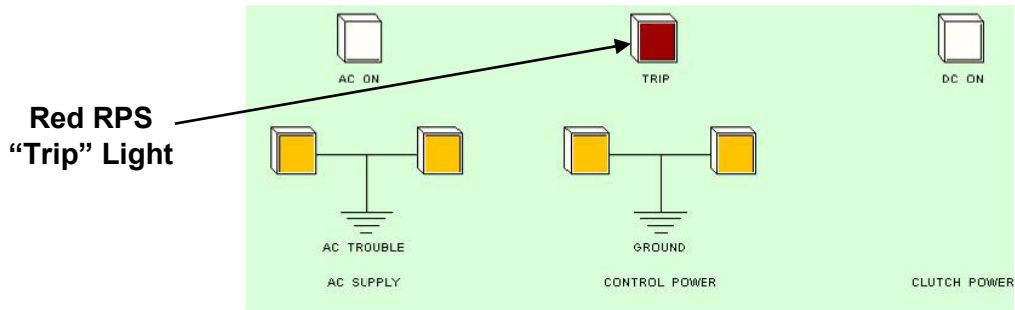 AC ON
TRIP
DC ON
Red RPS
“Trip” Light
AC TROUBLE
GROUND
AC SUPPLY
CONTROL POWER
CLUTCH POWER